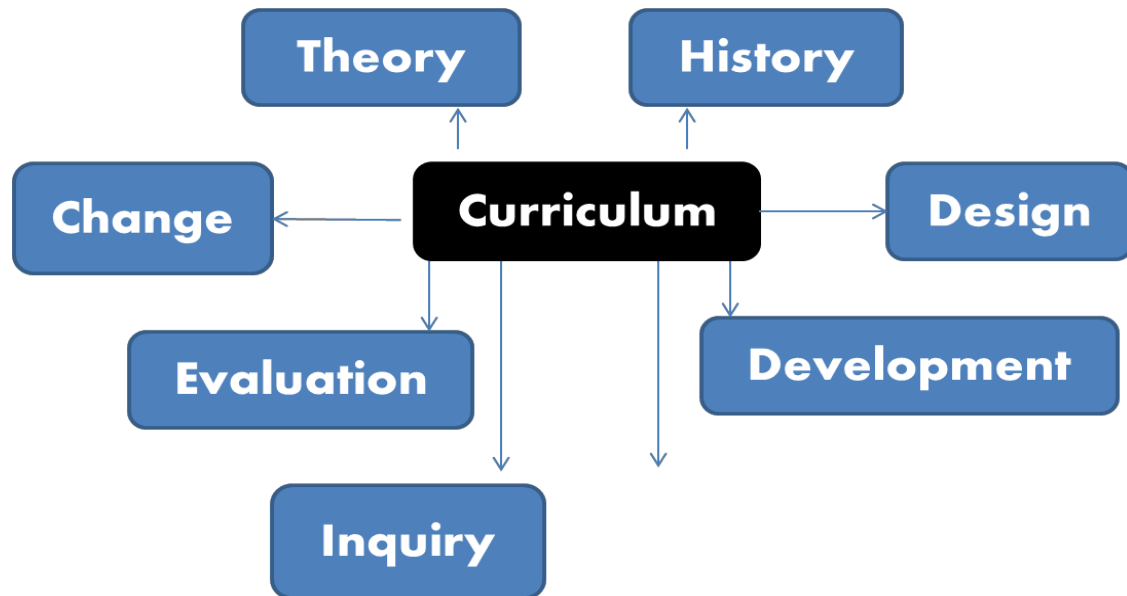 Theory
History
Change
Curriculum
Design
Evaluation
Development
Inquiry